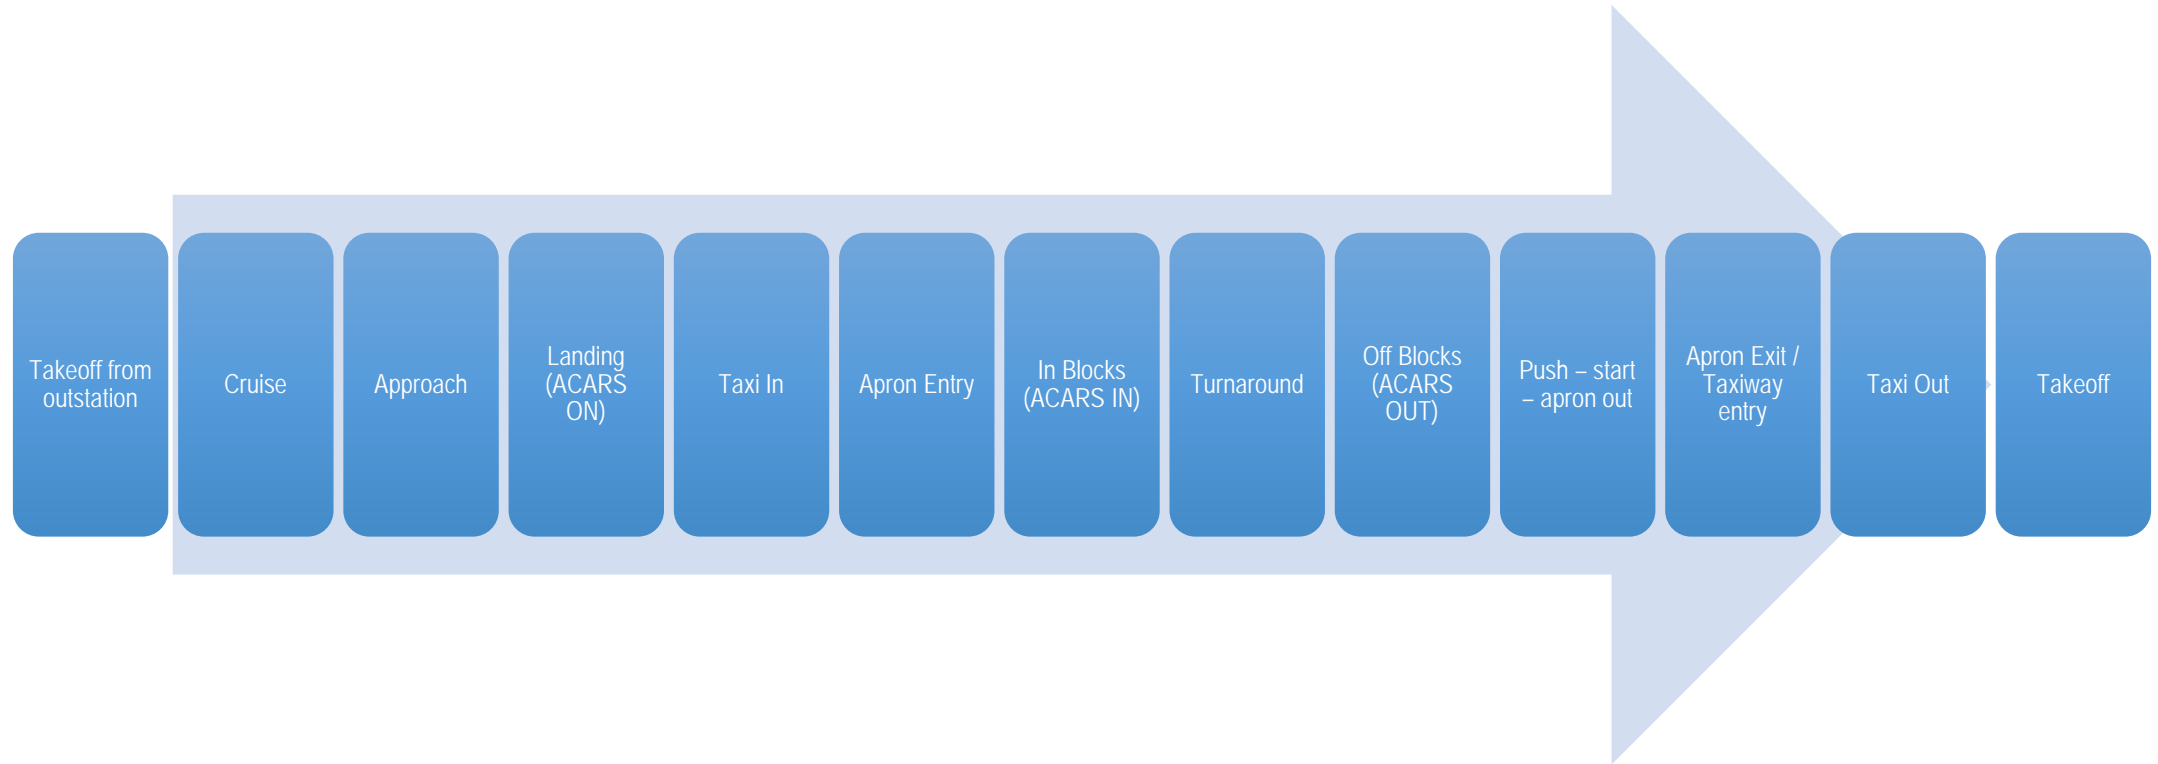 Takeoff from
outstation
Cruise
Approach
Landing
(ACARS
ON)
Taxi In
Apron Entry
In Blocks
(ACARS IN)
Turnaround
Off Blocks
(ACARS
OUT)
Push – start
– apron out
Apron Exit /
Taxiway
entry
Taxi Out
Takeoff